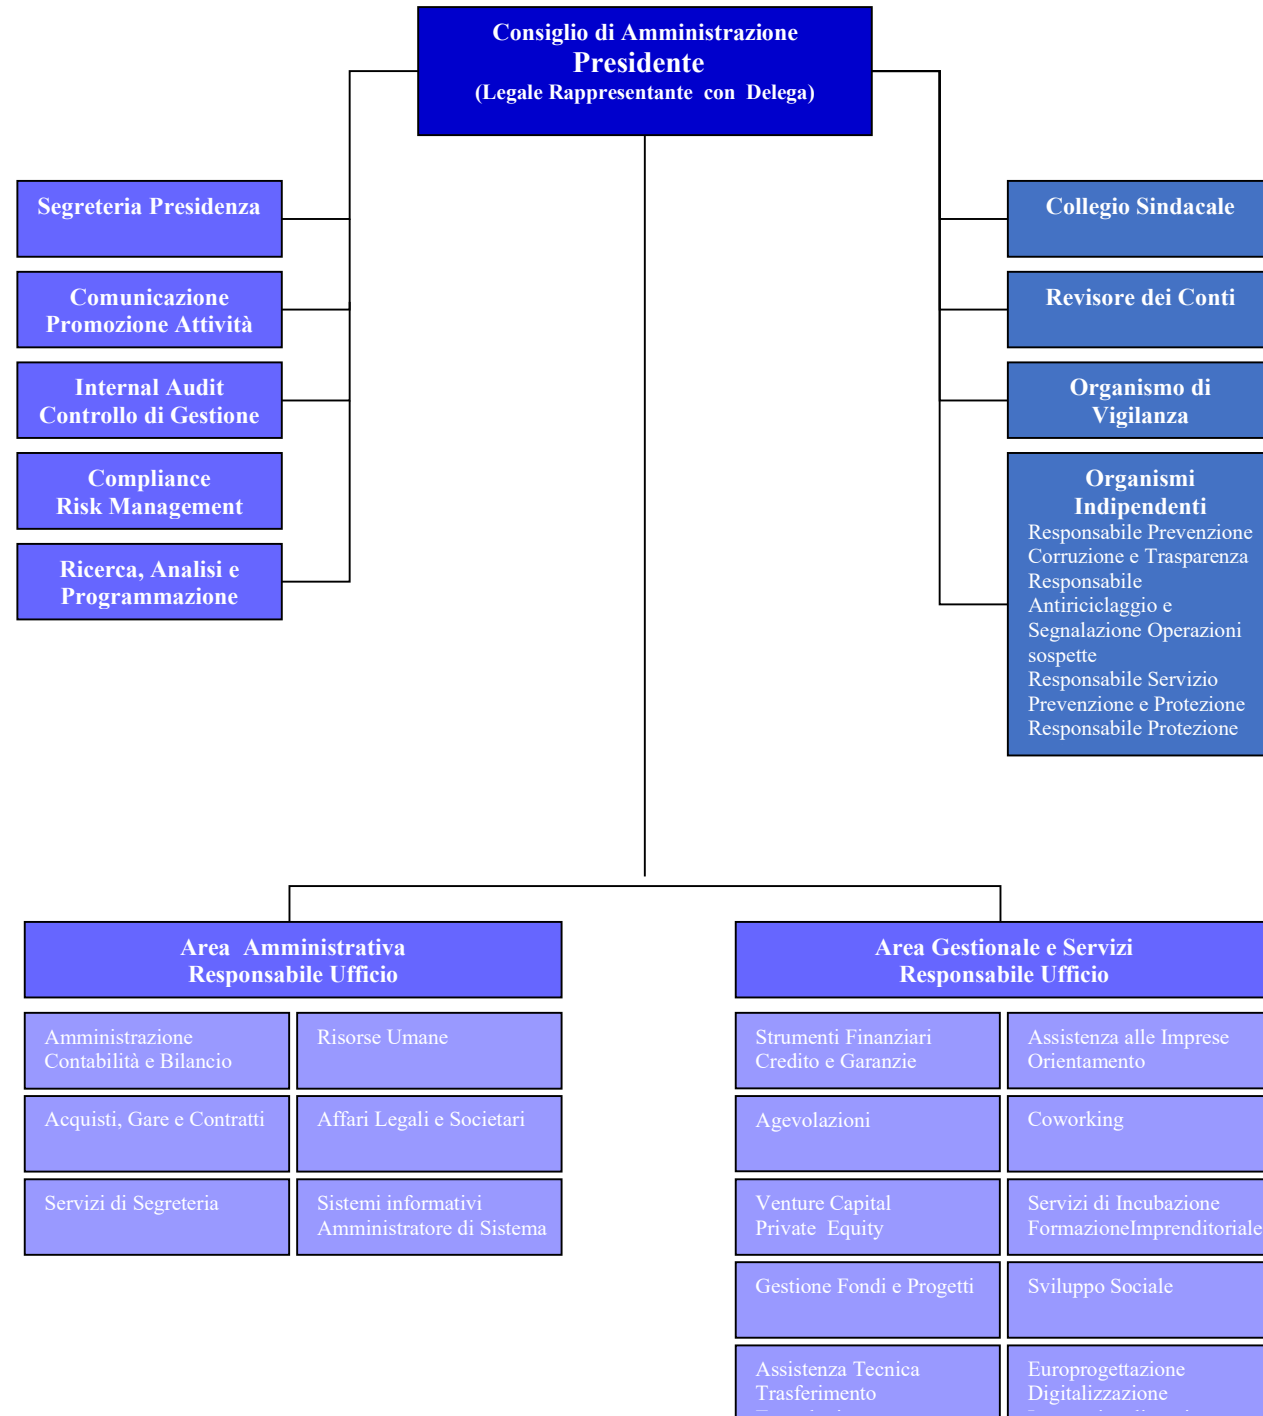 Consiglio di Amministrazione
Presidente
(Legale Rappresentante con Delega)
Segreteria Presidenza
Comunicazione
Promozione Attività
Internal Audit
Controllo di Gestione
Compliance
Risk Management
Ricerca, Analisi e
Programmazione
Collegio Sindacale
Revisore dei Conti
Organismo di
Vigilanza
Organismi
Indipendenti
Responsabile Prevenzione
Corruzione e Trasparenza
Responsabile
Antiriciclaggio e
Segnalazione Operazioni
sospette
Responsabile Servizio
Prevenzione e Protezione
Responsabile Protezione
Area Amministrativa
Responsabile Ufficio
Amministrazione
Contabilità e Bilancio
Risorse Umane
Acquisti, Gare e Contratti
Affari Legali e Societari
Servizi di Segreteria
Sistemi informativi
Amministratore di Sistema
Area Gestionale e Servizi
Responsabile Ufficio
Strumenti Finanziari
Credito e Garanzie
Assistenza alle Imprese
Orientamento
Agevolazioni
Coworking
Venture Capital
Private Equity
Servizi di Incubazione
FormazioneImprenditoriale
Gestione Fondi e Progetti
Sviluppo Sociale
Assistenza Tecnica
Trasferimento
Europrogettazione
Digitalizzazione